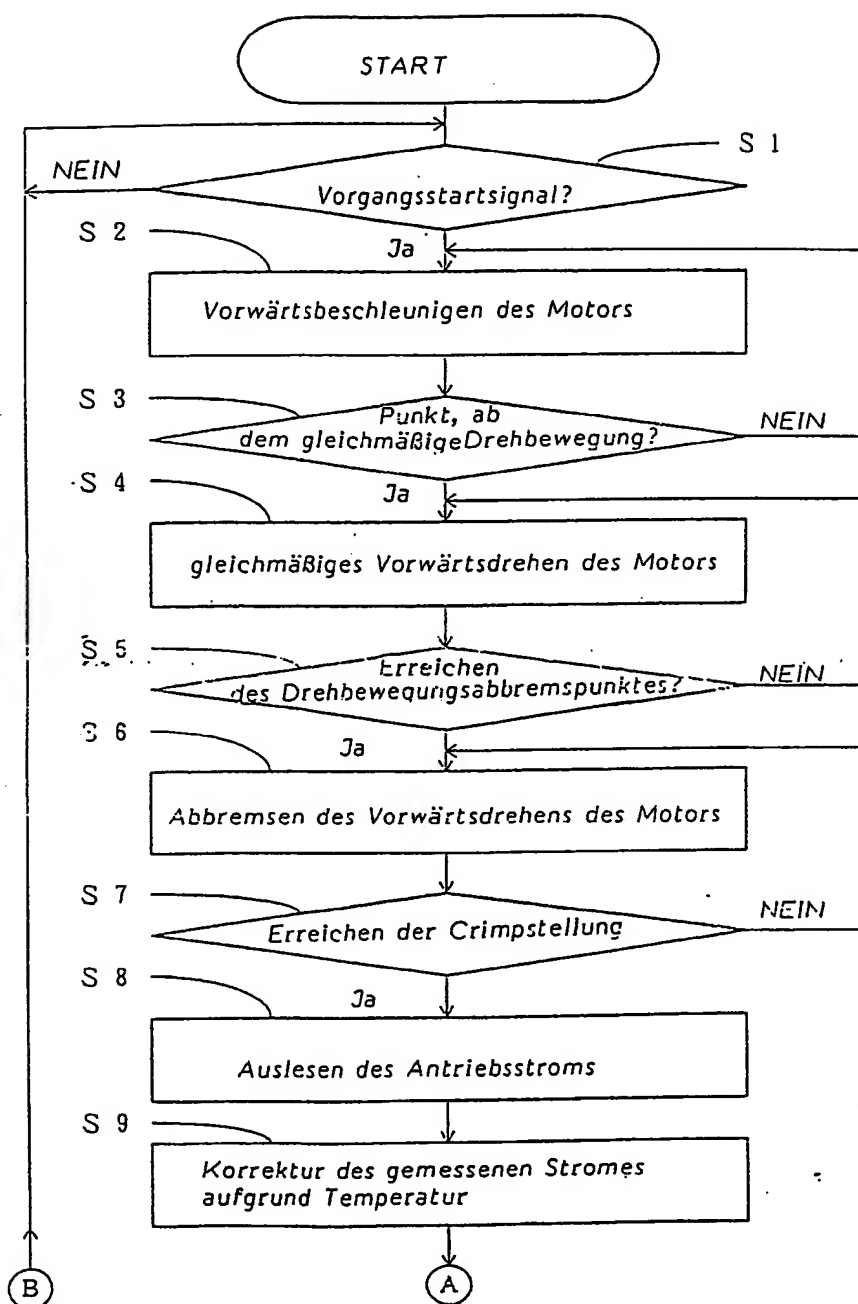 START
S 1
NEIN
Vorgangsstartsignal?
S 2
Ja
Vorwärtsbeschleunigen des Motors
S 3
Punkt, ab
dem gleichmäßige Drehbewegung?
NEIN
S 4
Ja
gleichmäßiges Vorwärtsdrehen des Motors
S 5
Erreichen
des Drehbewegungsabbremspunktes?
NEIN
S 6
Ja
Abbremsen des Vorwärtsdrehens des Motors
S 7
Erreichen der Crimpstellung
NEIN
S 8
Ja
Auslesen des Antriebsstroms
S 9
Korrektur des gemessenen Stromes
aufgrund Temperatur
B
A